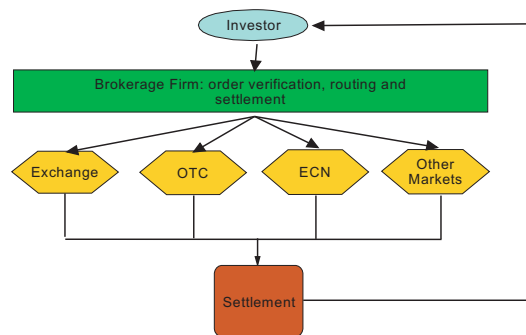 Investor
Brokerage Firm: order verification, routing and
settlement
Exchange
OTC
ECN
Other
Markets
Settlement